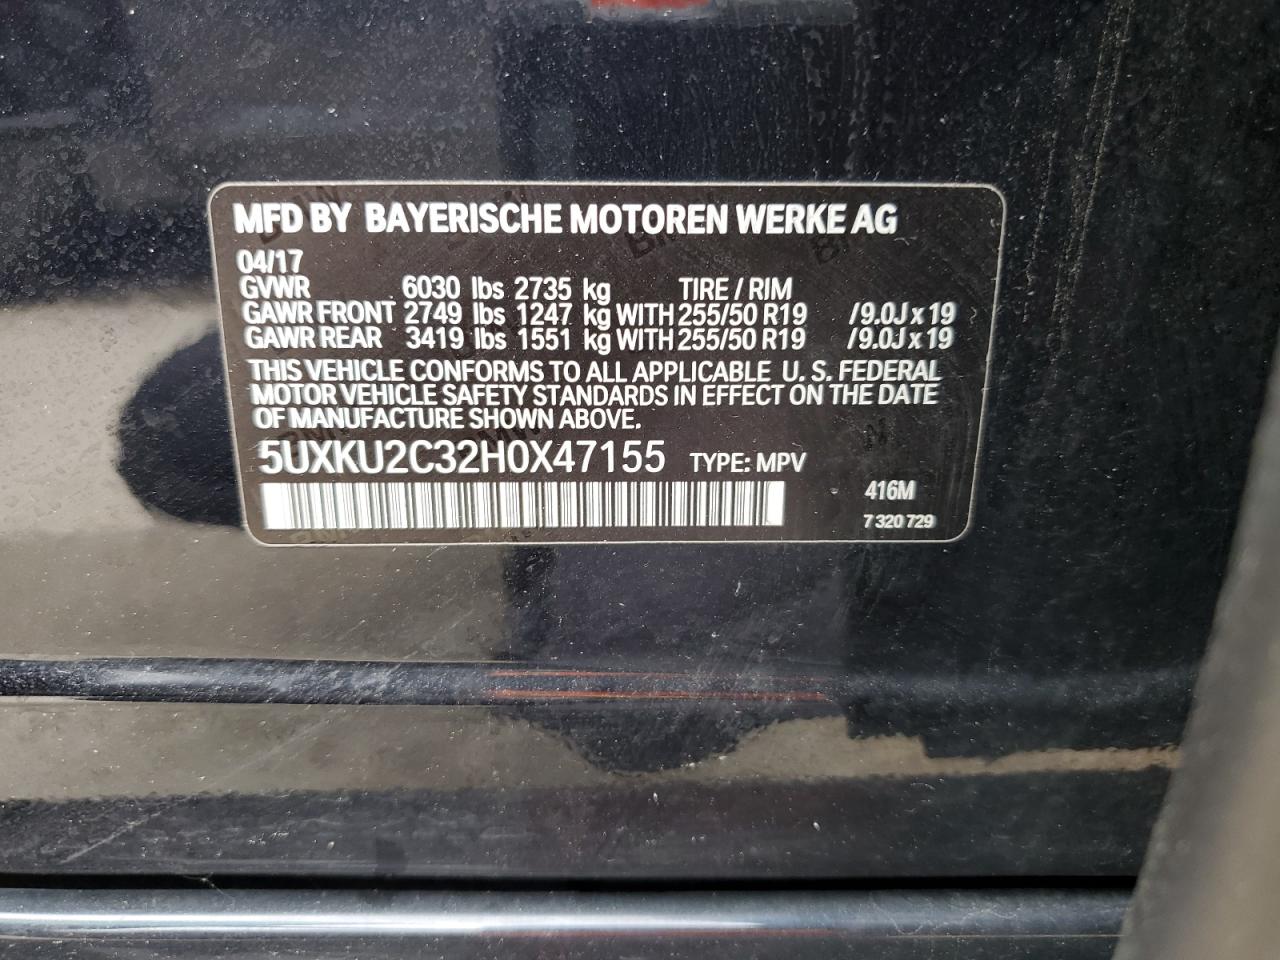 MFD BY BAYERISCHE MOTOREN WERKE AG
04/17
GVWR 6030 lbs 2735 kg TIRE / RIM
GAWR FRONT 2749 lbs 1247 kg WITH 255/50 R19 /9.0J x 19
GAWR REAR 3419 lbs 1551 kg WITH 255/50 R19 /9.0J x 19
THIS VEHICLE CONFORMS TO ALL APPLICABLE U. S. FEDERAL
MOTOR VEHICLE SAFETY STANDARDS IN EFFECT ON THE DATE
OF MANUFACTURE SHOWN ABOVE.
5UXKU2C32H0X47155 TYPE: MPV
416M
7 320 729